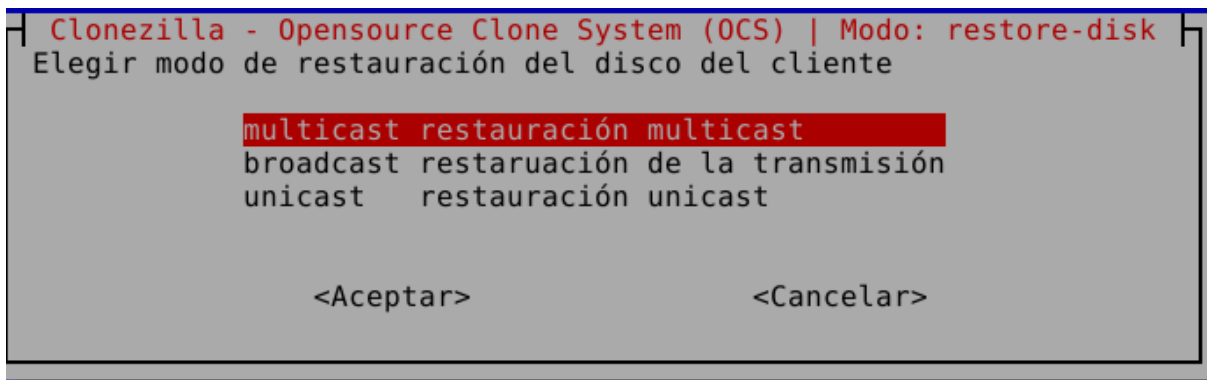 Clonezilla - Opensource Clone System (OCS) | Modo: restore-disk
Elegir modo de restauración del disco del cliente
multicast restauración multicast
broadcast restaruación de la transmisión
unicast restauración unicast
<Aceptar> <Cancelar>